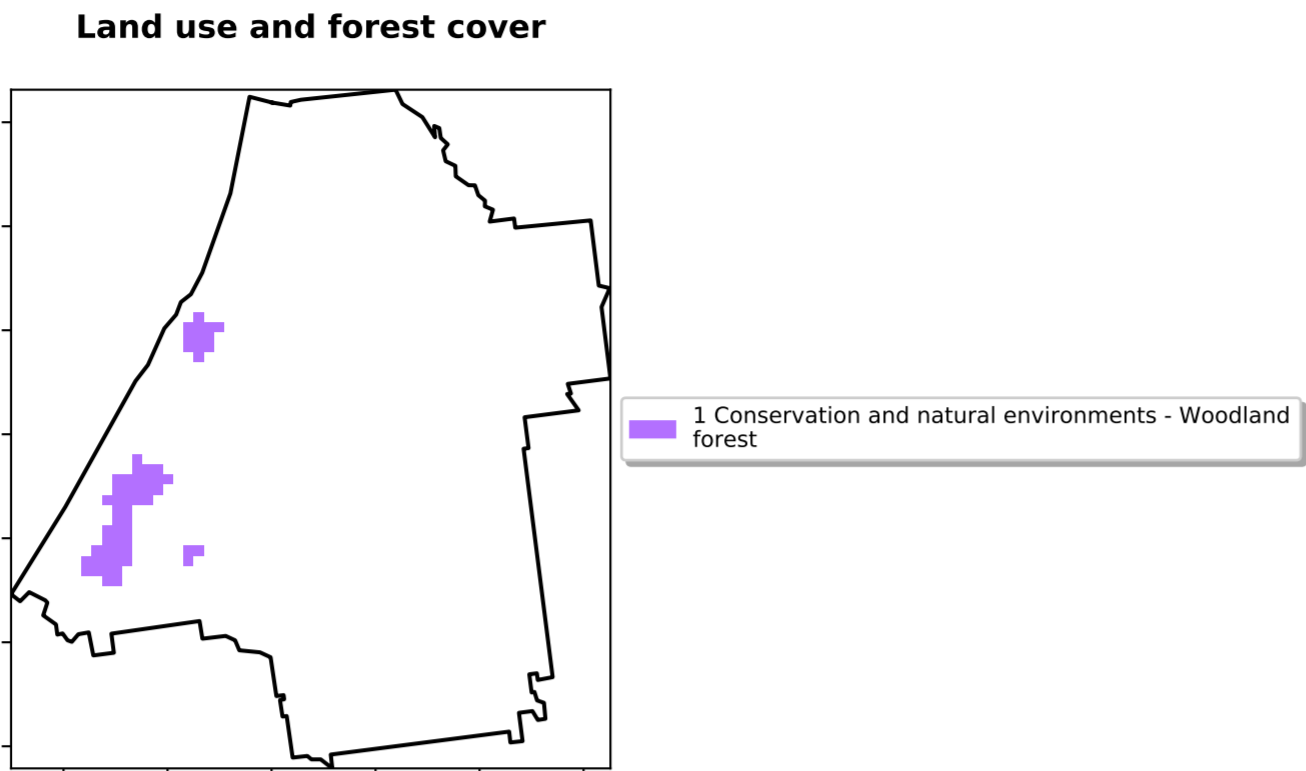 Land use and forest cover
1 Conservation and natural environments - Woodland
forest